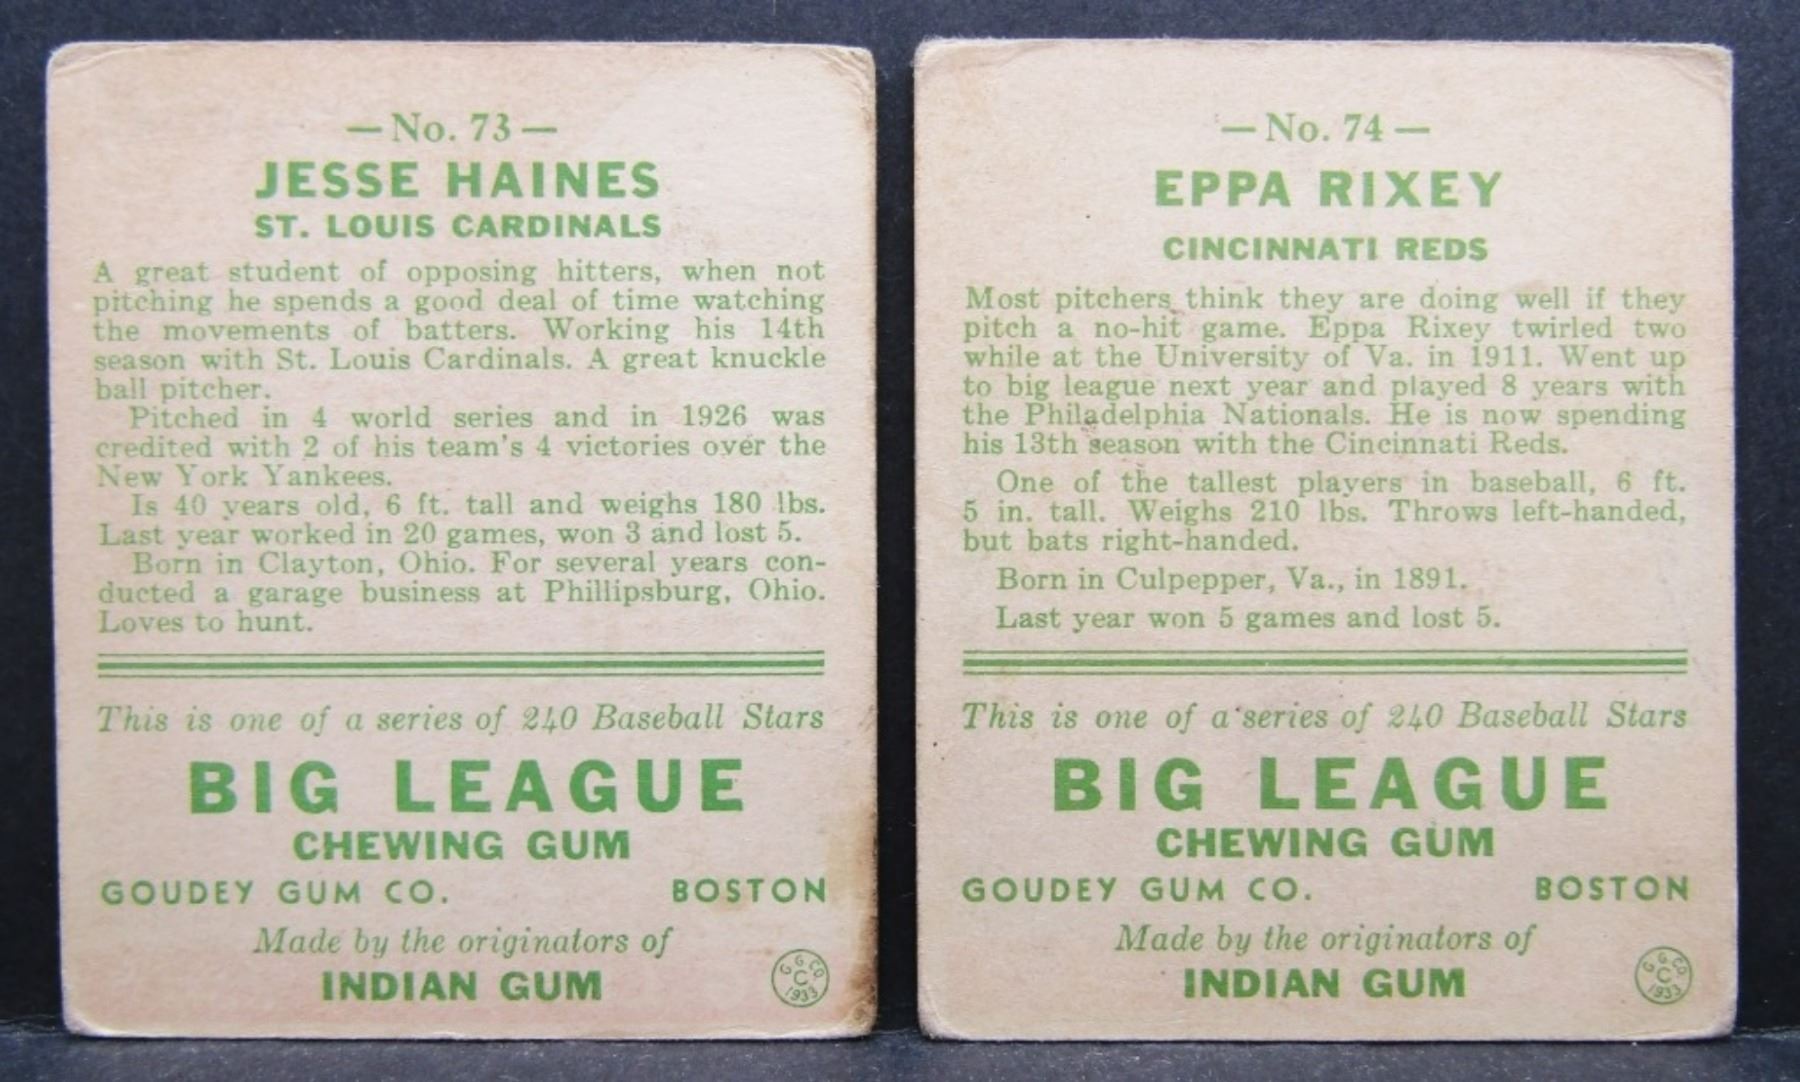 — No. 73 —
JESSE HAINES
ST. LOUIS CARDINALS
A great student of opposing hitters, when not
pitching he spends a good deal of time watching
the movements of batters. Working his 14th
season with St. Louis Cardinals. A great knuckle
ball pitcher.
Pitched in 4 world series and in 1926 was
credited with 2 of his team's 4 victories over the
New York Yankees.
Is 40 years old, 6 ft. tall and weighs 180 lbs.
Last year worked in 20 games, won 3 and lost 5.
Born in Clayton, Ohio. For several years con-
ducted a garage business at Phillipsburg, Ohio.
Loves to hunt.
This is one of a series of 240 Baseball Stars
BIG LEAGUE
CHEWING GUM
GOUDEY GUM CO. BOSTON
Made by the originators of
INDIAN GUM
G G CO.
C
1933
— No. 74 —
EPPA RIXEY
CINCINNATI REDS
Most pitchers think they are doing well if they
pitch a no-hit game. Eppa Rixey twirled two
while at the University of Va. in 1911. Went up
to big league next year and played 8 years with
the Philadelphia Nationals. He is now spending
his 13th season with the Cincinnati Reds.
One of the tallest players in baseball, 6 ft.
5 in. tall. Weighs 210 lbs. Throws left-handed,
but bats right-handed.
Born in Culpepper, Va., in 1891.
Last year won 5 games and lost 5.
This is one of a series of 240 Baseball Stars
BIG LEAGUE
CHEWING GUM
GOUDEY GUM CO. BOSTON
Made by the originators of
INDIAN GUM
G G CO.
C
1933